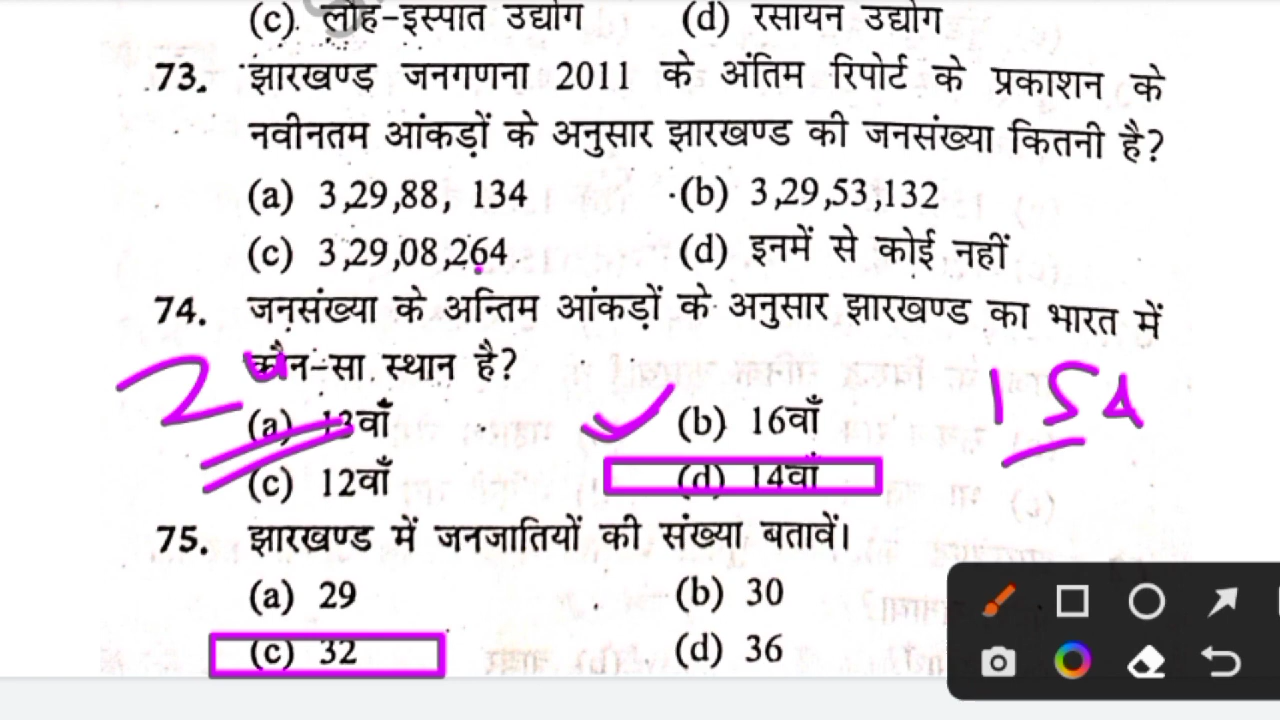 (c) लौह-इस्पात उद्योग (d) रसायन उद्योग
73. झारखण्ड जनगणना 2011 के अंतिम रिपोर्ट के प्रकाशन के
नवीनतम आंकड़ों के अनुसार झारखण्ड की जनसंख्या कितनी है?
(a) 3,29,88, 134 (b) 3,29,53,132
(c) 3,29,08,264 (d) इनमें से कोई नहीं
74. जनसंख्या के अन्तिम आंकड़ों के अनुसार झारखण्ड का भारत में
कौन-सा स्थान है?
(a) 13वाँ (b) 16वाँ
(c) 12वाँ (d) 14वाँ
75. झारखण्ड में जनजातियों की संख्या बतावें।
(a) 29 (b) 30
(c) 32 (d) 36